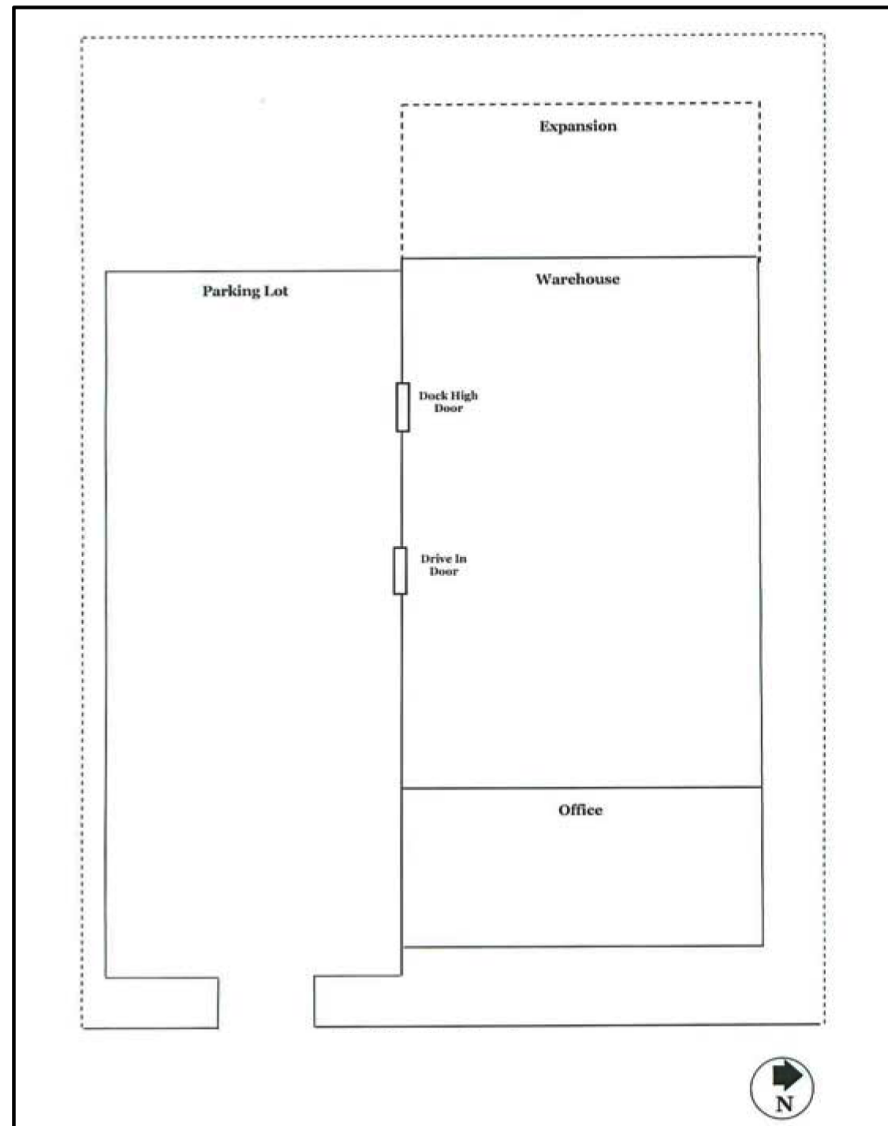 Expansion
Parking Lot
Warehouse
Dock High
Door
Drive In
Door
Office
N